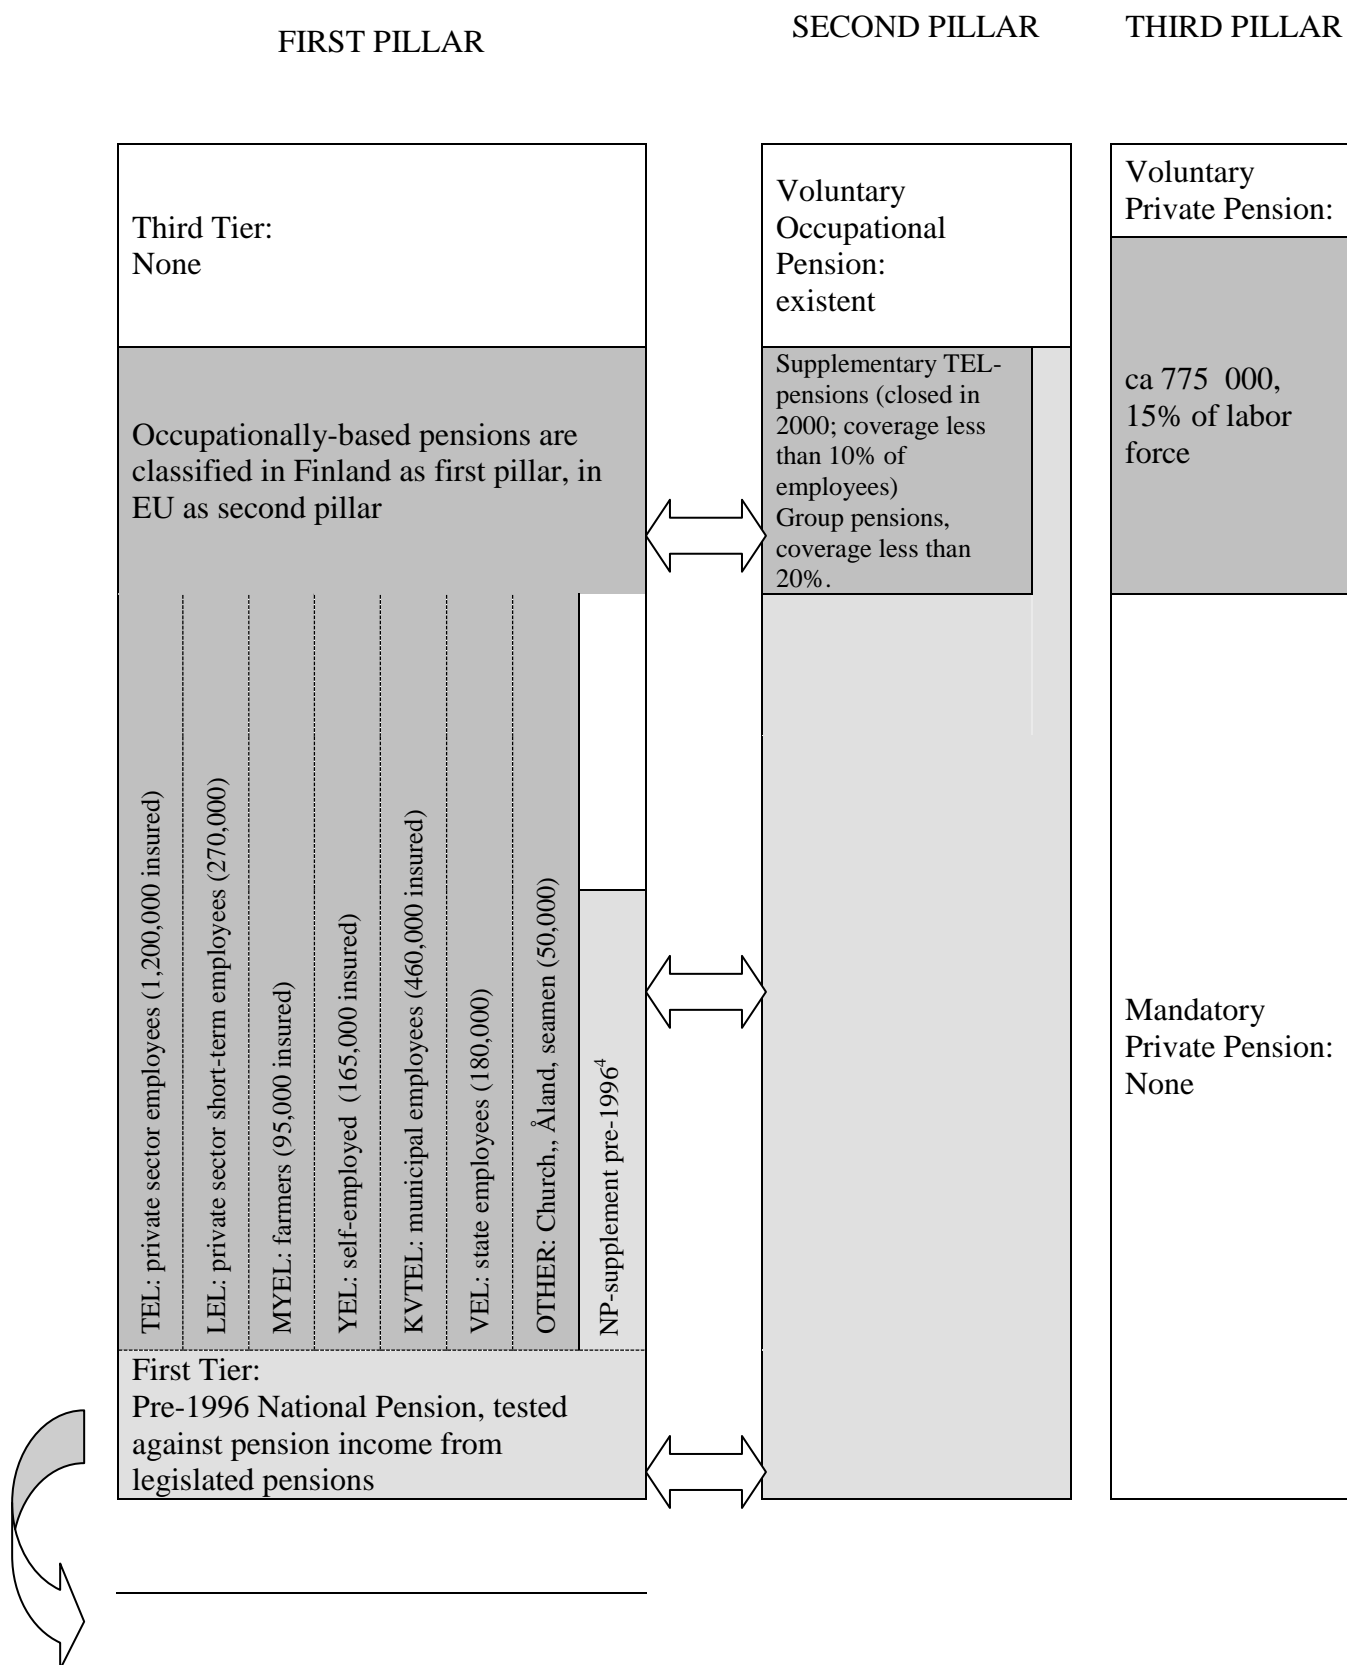 FIRST PILLAR
SECOND PILLAR
THIRD PILLAR
Third Tier:
None
Occupationally-based pensions are
classified in Finland as first pillar, in
EU as second pillar
TEL: private sector employees (1,200,000 insured)
LEL: private sector short-term employees (270,000)
MYEL: farmers (95,000 insured)
YEL: self-employed (165,000 insured)
KVTEL: municipal employees (460,000 insured)
VEL: state employees (180,000)
OTHER: Church,, Åland, seamen (50,000)
NP-supplement pre-1996⁴
First Tier:
Pre-1996 National Pension, tested
against pension income from
legislated pensions
Voluntary
Occupational
Pension:
existent
Supplementary TEL-
pensions (closed in
2000; coverage less
than 10% of
employees)
Group pensions,
coverage less than
20%.
Voluntary
Private Pension:
ca 775 000,
15% of labor
force
Mandatory
Private Pension:
None